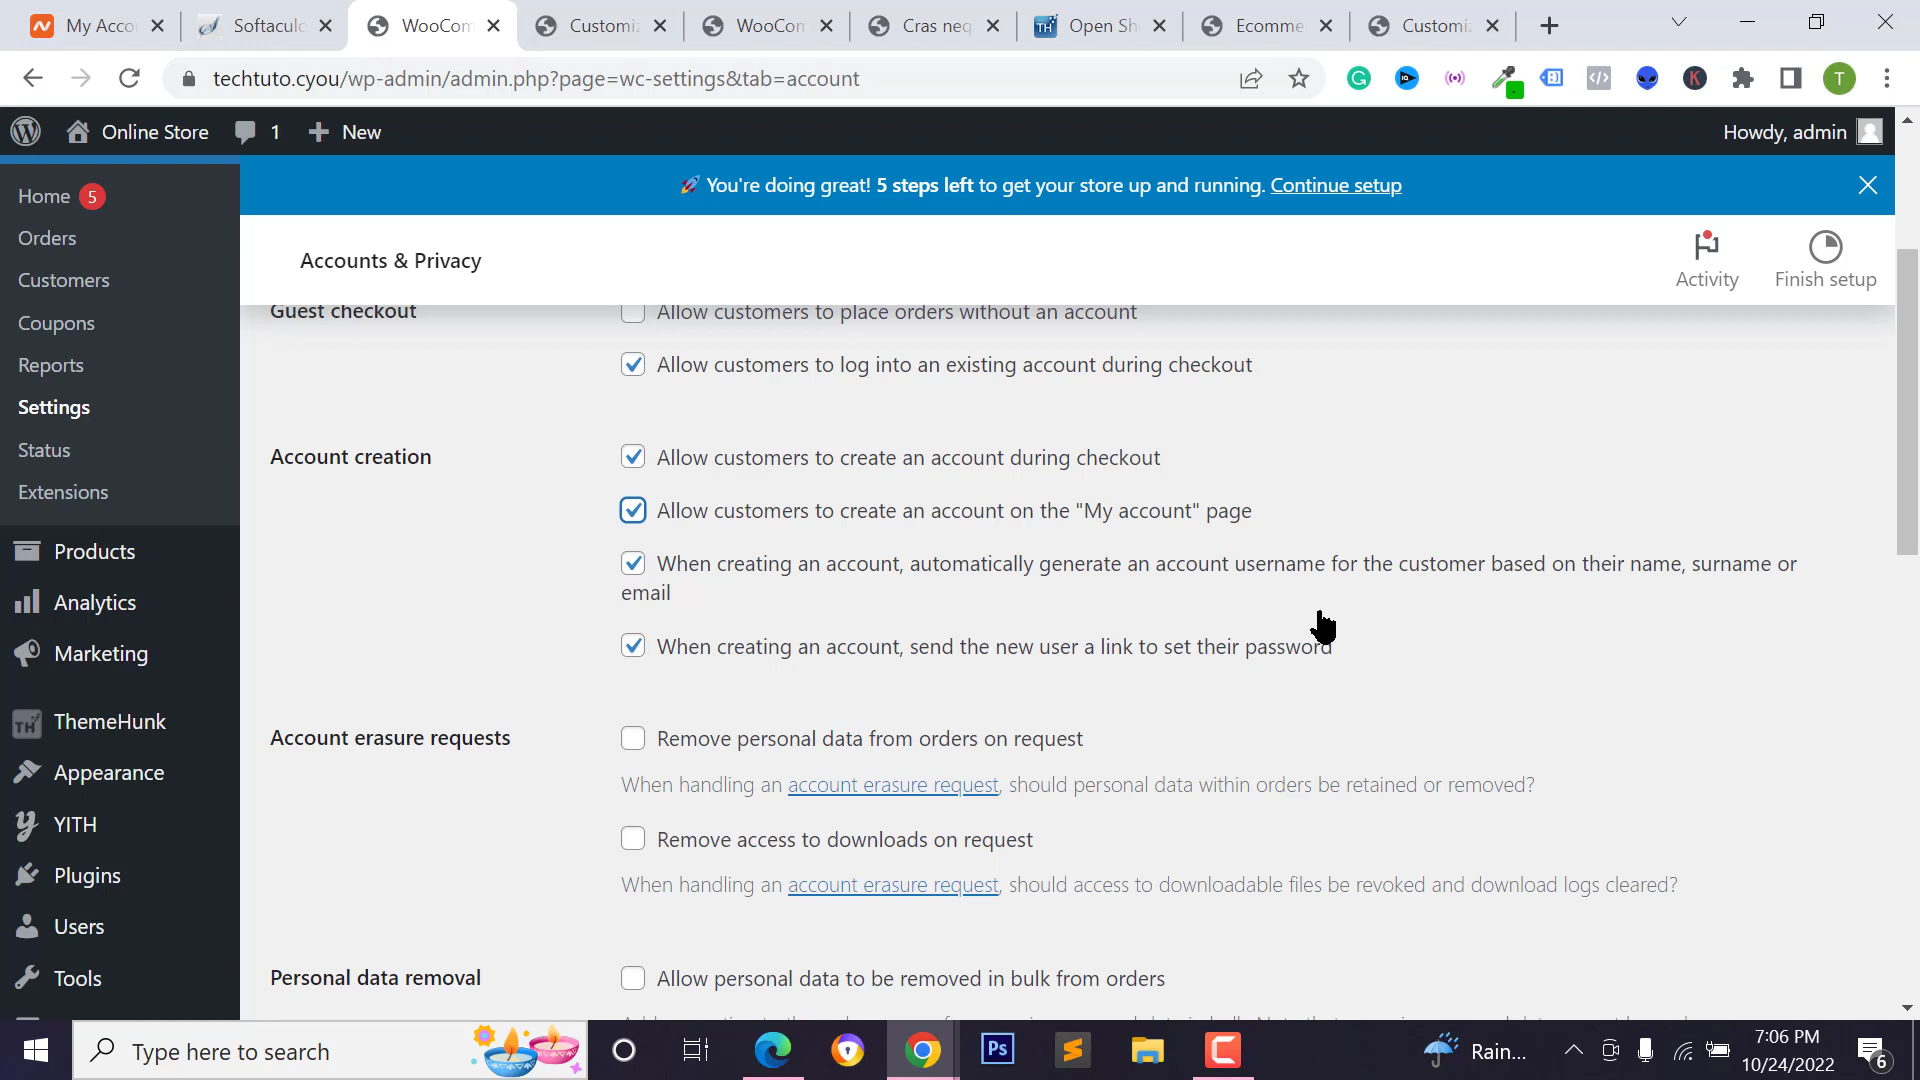 My Acco
Softaculo
WooCom
Customiz
WooCom
Cras neq
Open Sh
Ecomme
Customiz
techtuto.cyou/wp-admin/admin.php?page=wc-settings&tab=account
T
Online Store
1
New
Howdy, admin
🚀 You're doing great! 5 steps left to get your store up and running. Continue setup
Home 5
Orders
Customers
Coupons
Reports
Settings
Status
Extensions
Products
Analytics
Marketing
TH ThemeHunk
Appearance
YITH
Plugins
Users
Tools
Accounts & Privacy
Activity
Finish setup
Guest checkout
Allow customers to place orders without an account
Allow customers to log into an existing account during checkout
Account creation
Allow customers to create an account during checkout
Allow customers to create an account on the "My account" page
When creating an account, automatically generate an account username for the customer based on their name, surname or
email
When creating an account, send the new user a link to set their password
Account erasure requests
Remove personal data from orders on request
When handling an account erasure request, should personal data within orders be retained or removed?
Remove access to downloads on request
When handling an account erasure request, should access to downloadable files be revoked and download logs cleared?
Personal data removal
Allow personal data to be removed in bulk from orders
Type here to search
Ps
Rain...
7:06 PM
10/24/2022
6